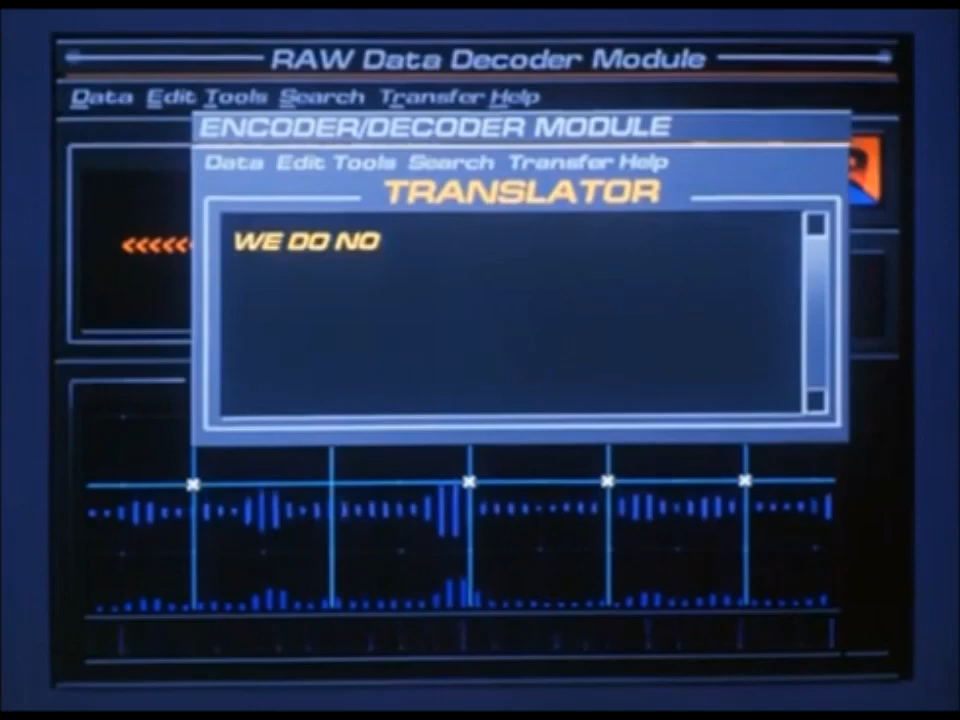 RAW Data Decoder Module
Data Edit Tools Search Transfer Help
ENCODER/DECODER MODULE
Data Edit Tools Search Transfer Help
TRANSLATOR
<<<<<<
WE DO NO